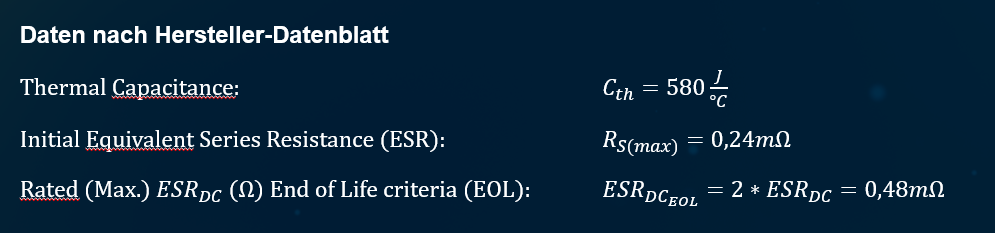 Daten nach Hersteller-Datenblatt
Thermal Capacitance: C_th = 580 J/°C
Initial Equivalent Series Resistance (ESR): R_S(max) = 0,24mΩ
Rated (Max.) ESR_DC (Ω) End of Life criteria (EOL): ESR_DC_EOL = 2 * ESR_DC = 0,48mΩ